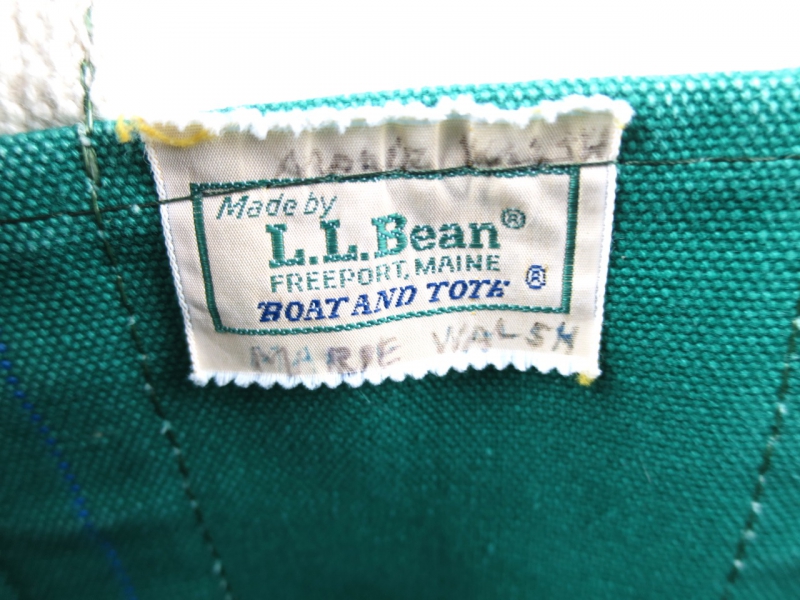 Made by
L.L.Bean®
FREEPORT, MAINE
BOAT AND TOTE ®
MARIE WALSH